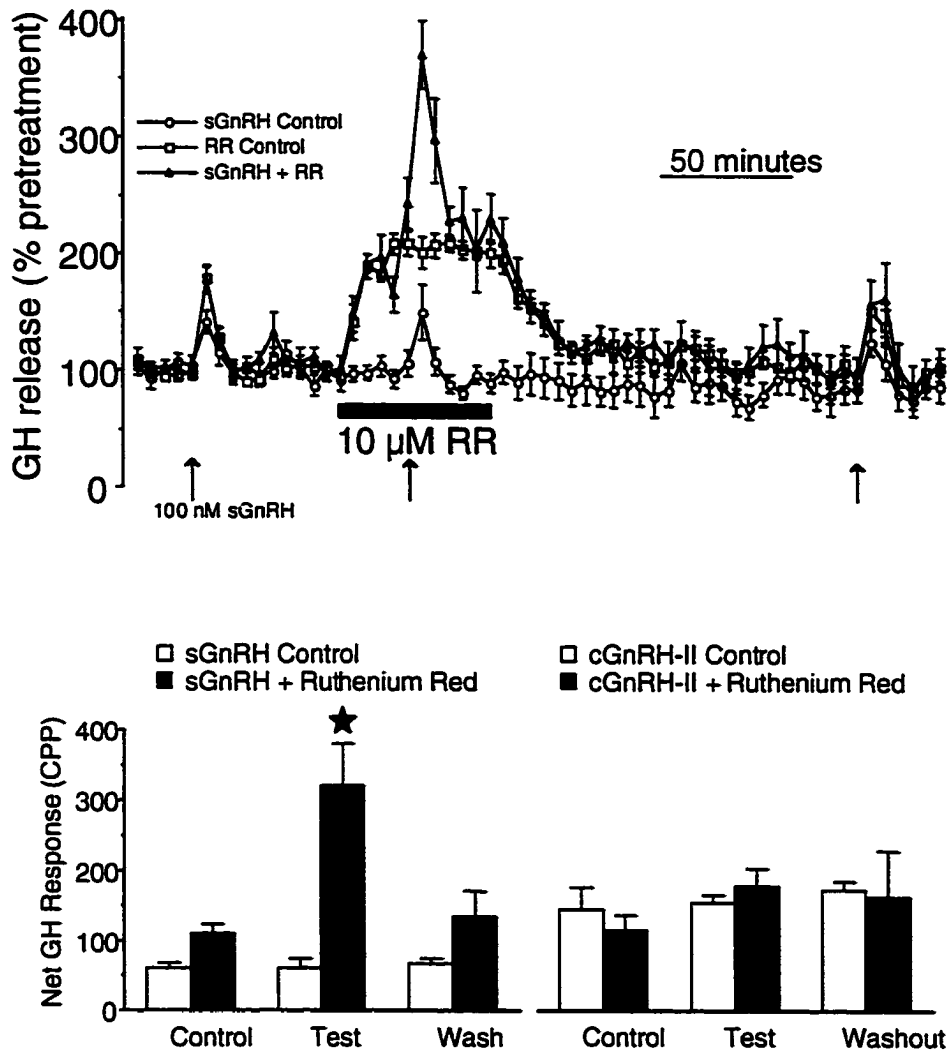 GH release (% pretreatment)
400
300
200
100
0
sGnRH Control
RR Control
sGnRH + RR
50 minutes
10 µM RR
100 nM sGnRH
sGnRH Control
sGnRH + Ruthenium Red
cGnRH-II Control
cGnRH-II + Ruthenium Red
Net GH Response (CPP)
400
300
200
100
0
Control Test Wash
Control Test Washout